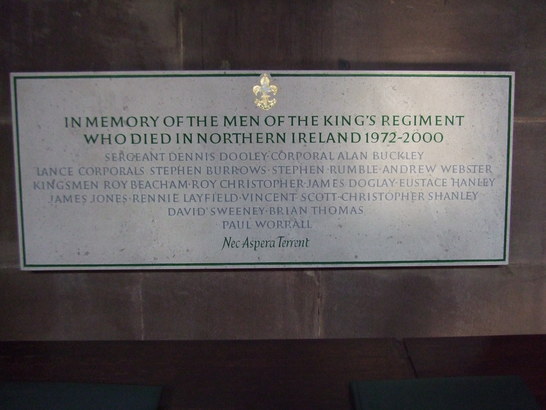 IN MEMORY OF THE MEN OF THE KING'S REGIMENT
WHO DIED IN NORTHERN IRELAND 1972-2000
SERGEANT DENNIS DOOLEY·CORPORAL ALAN BUCKLEY
LANCE CORPORALS STEPHEN BURROWS·STEPHEN RUMBLE·ANDREW WEBSTER
KINGSMEN ROY BEACHAM·ROY CHRISTOPHER·JAMES DOGLAY·EUSTACE HANLEY
JAMES JONES·RENNIE LAYFIELD·VINCENT SCOTT·CHRISTOPHER SHANLEY
DAVID SWEENEY·BRIAN THOMAS
PAUL WORRALL
Nec Aspera Terrent